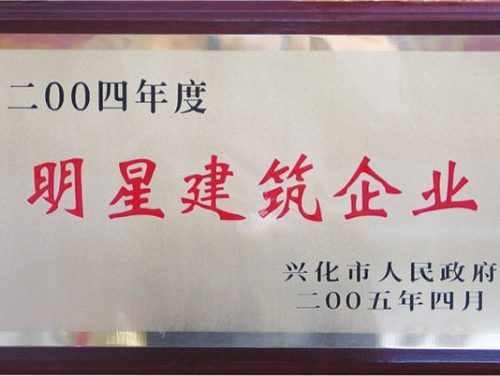 二00四年度
明星建筑企业
兴化市人民政府
二00五年四月